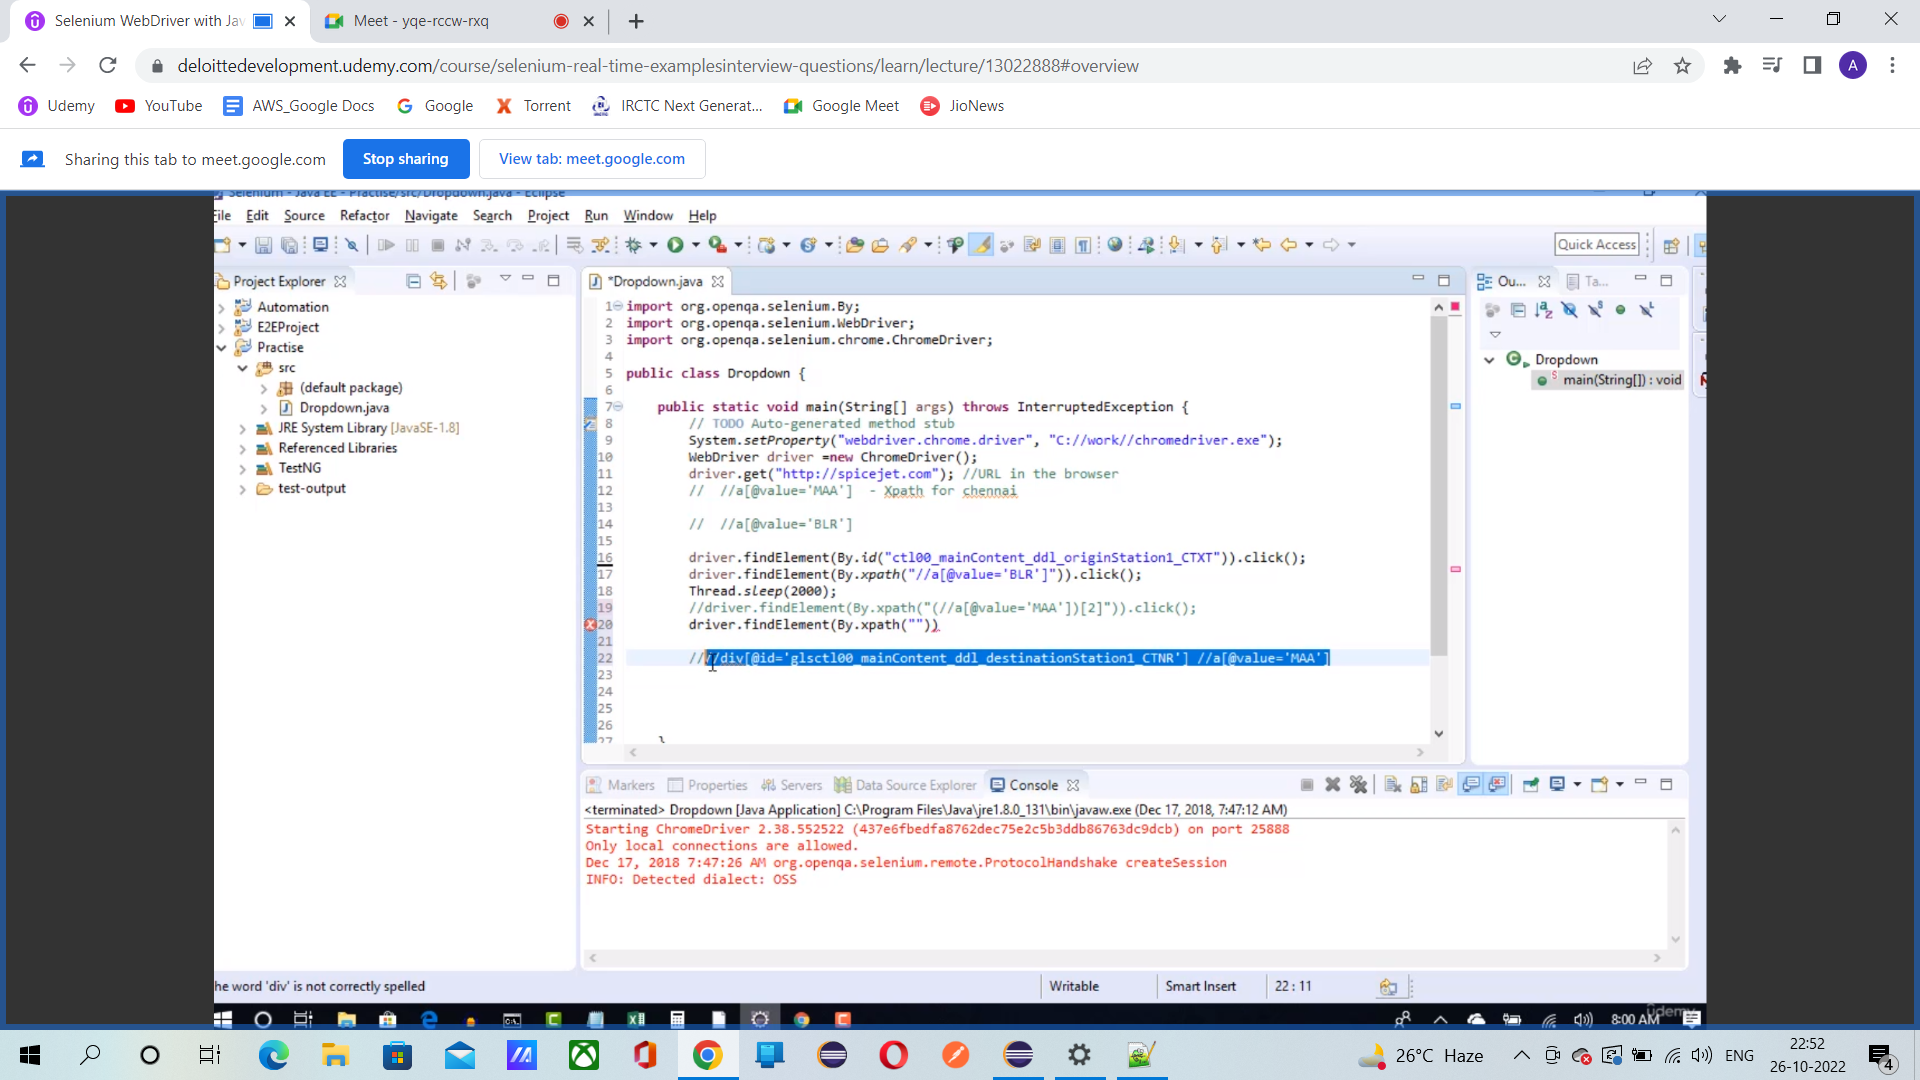 Selenium WebDriver with Jav
Meet - yqe-rccw-rxq
deloittedevelopment.udemy.com/course/selenium-real-time-examplesinterview-questions/learn/lecture/13022888#overview
A
Udemy YouTube AWS_Google Docs Google Torrent IRCTC Next Generat... Google Meet JioNews
Sharing this tab to meet.google.com Stop sharing View tab: meet.google.com
Selenium - Java EE - Practise/src/Dropdown.java - Eclipse
File Edit Source Refactor Navigate Search Project Run Window Help
Quick Access
Project Explorer
*Dropdown.java
Ou... Ta...
Automation
E2EProject
Practise
src
(default package)
Dropdown.java
JRE System Library [JavaSE-1.8]
Referenced Libraries
TestNG
test-output
1 import org.openqa.selenium.By;
2 import org.openqa.selenium.WebDriver;
3 import org.openqa.selenium.chrome.ChromeDriver;
4
5 public class Dropdown {
6
7 public static void main(String[] args) throws InterruptedException {
8 // TODO Auto-generated method stub
9 System.setProperty("webdriver.chrome.driver", "C://work//chromedriver.exe");
10 WebDriver driver =new ChromeDriver();
11 driver.get("http://spicejet.com"); //URL in the browser
12 // //a[@value='MAA'] - Xpath for chennai
13
14 // //a[@value='BLR']
15
16 driver.findElement(By.id("ctl00_mainContent_ddl_originStation1_CTXT")).click();
17 driver.findElement(By.xpath("//a[@value='BLR']")).click();
18 Thread.sleep(2000);
19 //driver.findElement(By.xpath("(//a[@value='MAA'])[2]")).click();
20 driver.findElement(By.xpath(""))
21
22 ////div[@id='glsctl00_mainContent_ddl_destinationStation1_CTNR'] //a[@value='MAA']
23
24
25
26
27 }
Dropdown
main(String[]) : void
Markers Properties Servers Data Source Explorer Console
<terminated> Dropdown [Java Application] C:\Program Files\Java\jre1.8.0_131\bin\javaw.exe (Dec 17, 2018, 7:47:12 AM)
Starting ChromeDriver 2.38.552522 (437e6fbedfa8762dec75e2c5b3ddb86763dc9dcb) on port 25888
Only local connections are allowed.
Dec 17, 2018 7:47:26 AM org.openqa.selenium.remote.ProtocolHandshake createSession
INFO: Detected dialect: OSS
he word 'div' is not correctly spelled Writable Smart Insert 22 : 11
udemy
8:00 AM
26°C Haze ENG
22:52
26-10-2022
4